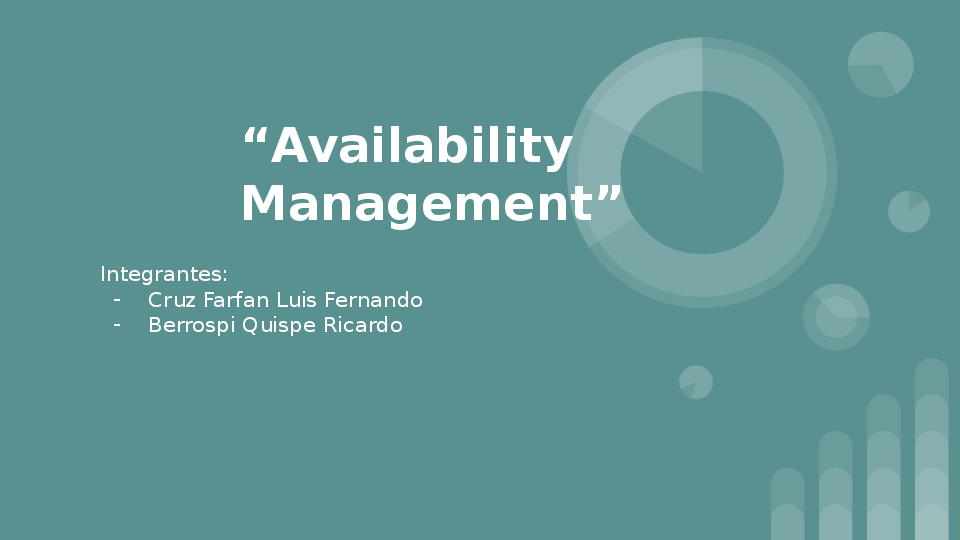 “Availability
Management”
Integrantes:
- Cruz Farfan Luis Fernando
- Berrospi Quispe Ricardo